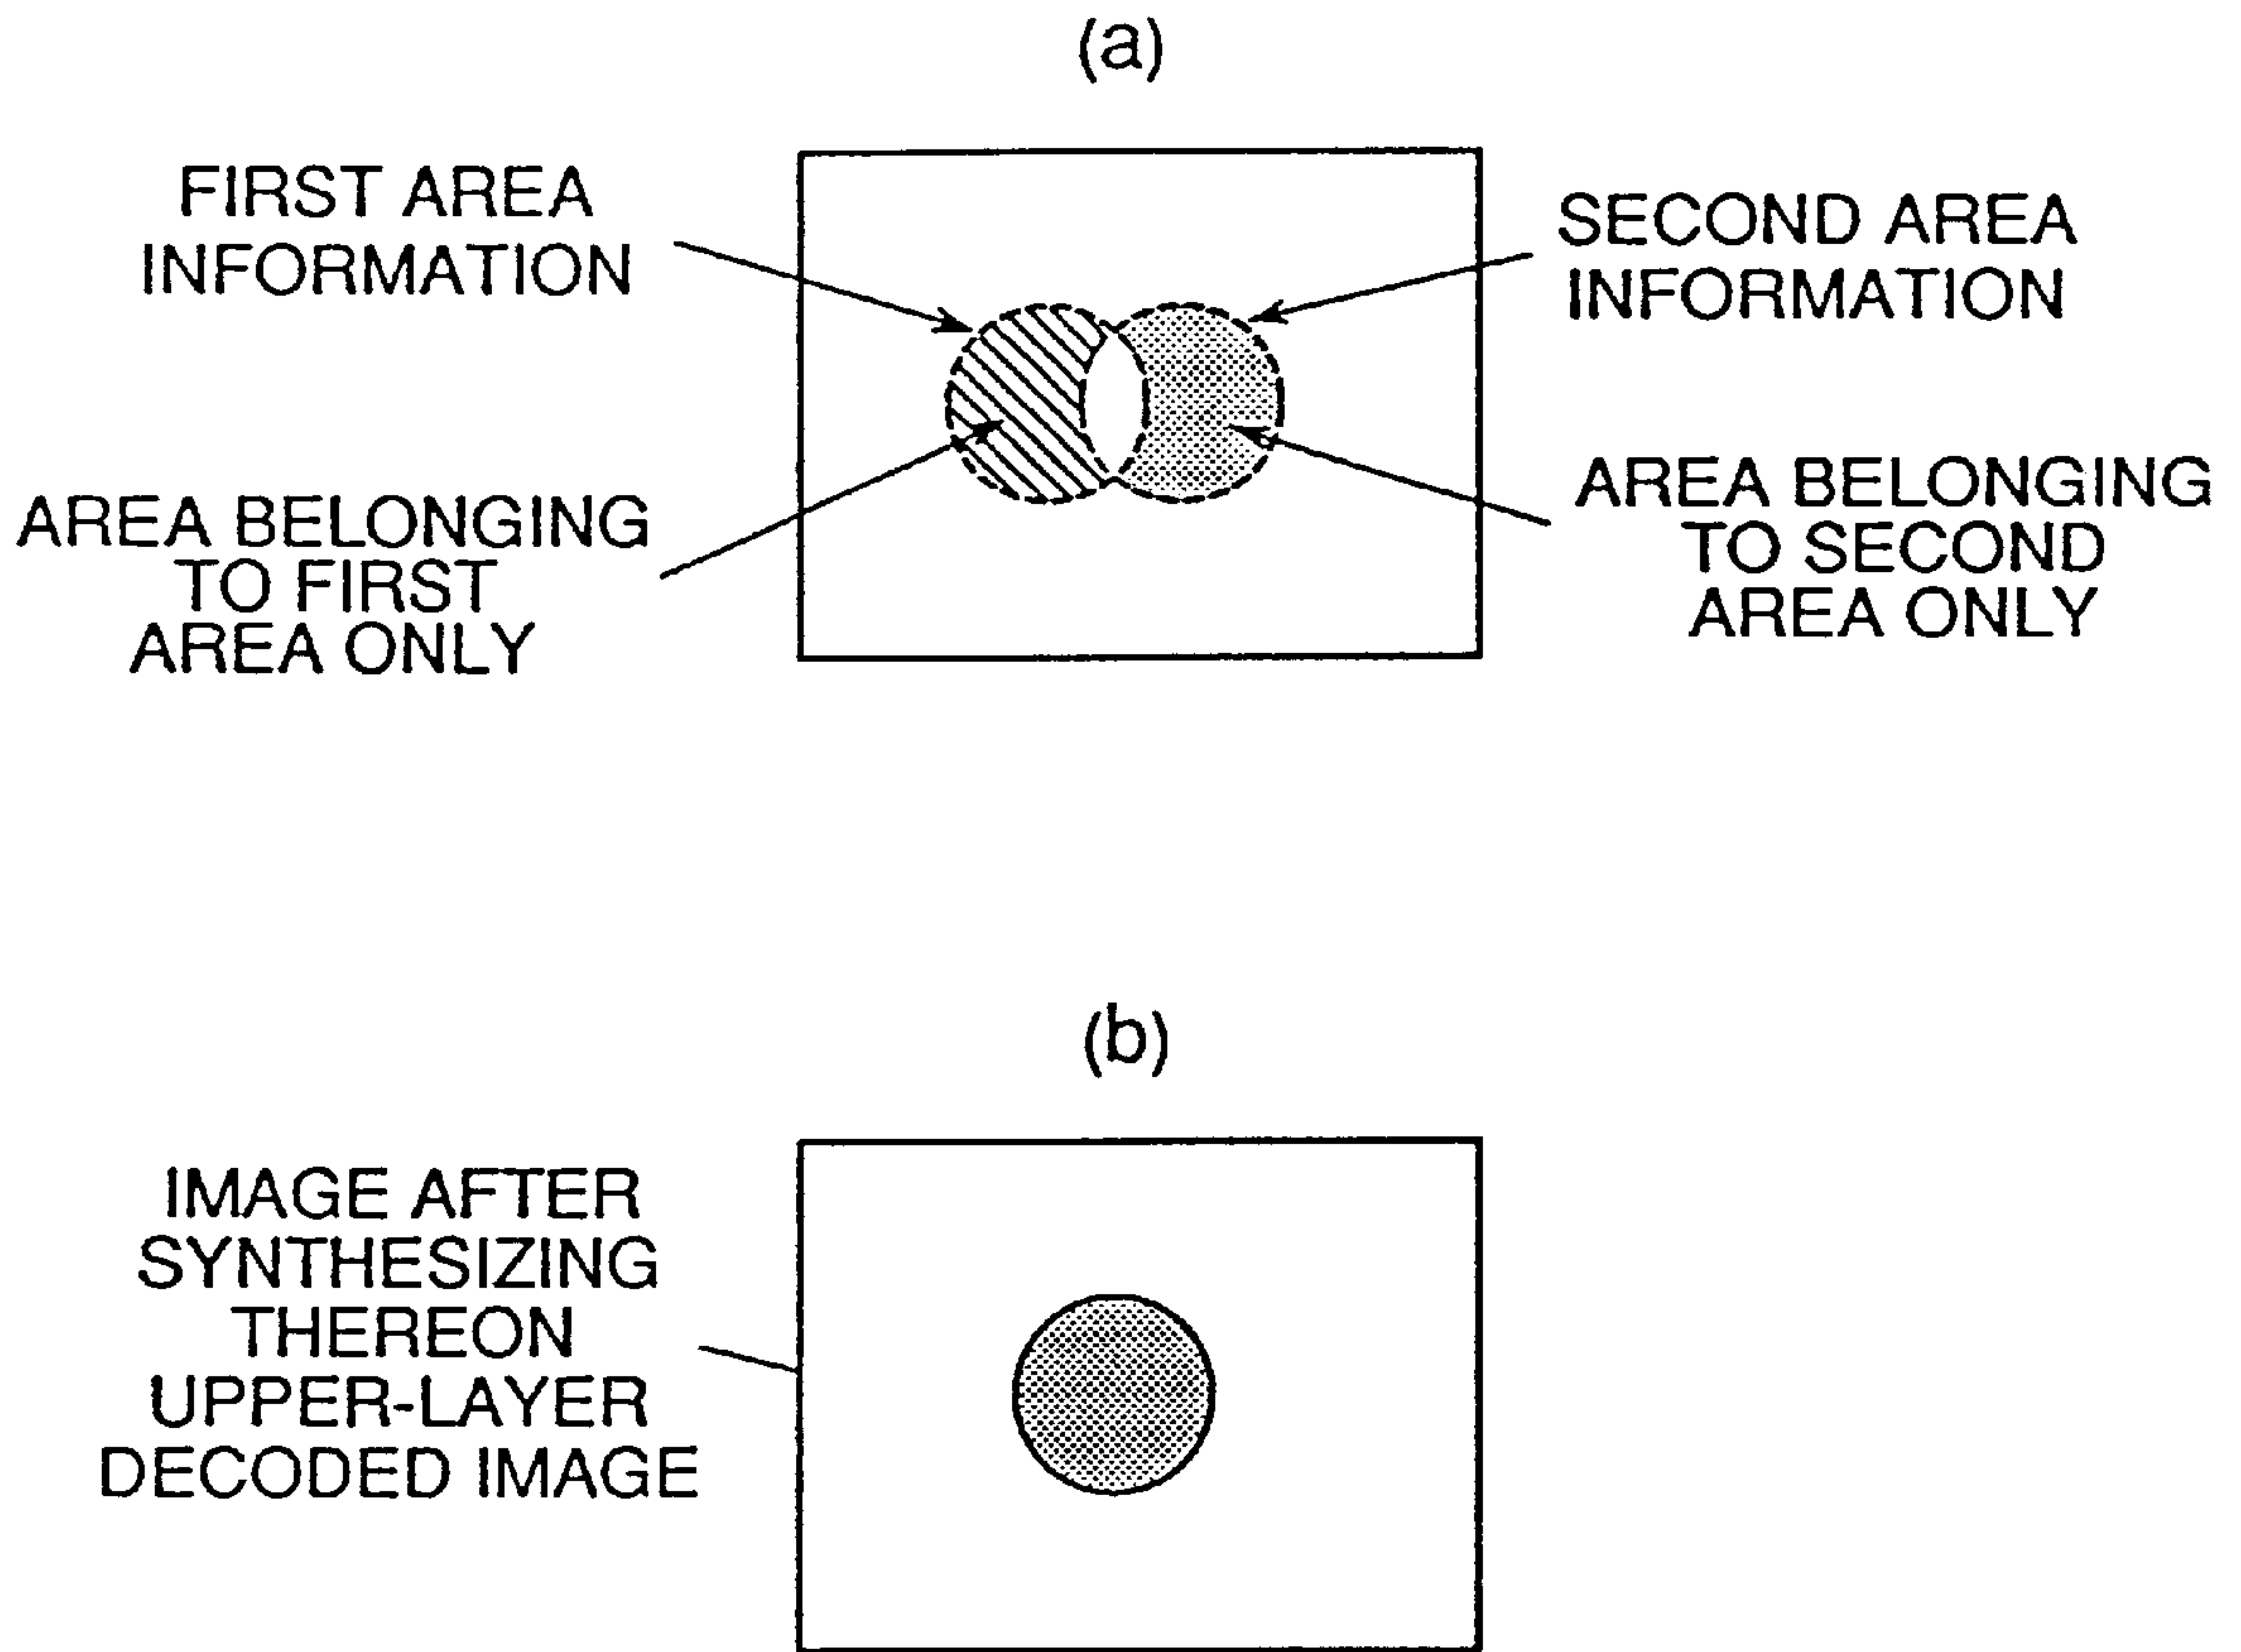 (a)
FIRST AREA
INFORMATION
SECOND AREA
INFORMATION
AREA BELONGING
TO FIRST
AREA ONLY
AREA BELONGING
TO SECOND
AREA ONLY
(b)
IMAGE AFTER
SYNTHESIZING
THEREON
UPPER-LAYER
DECODED IMAGE